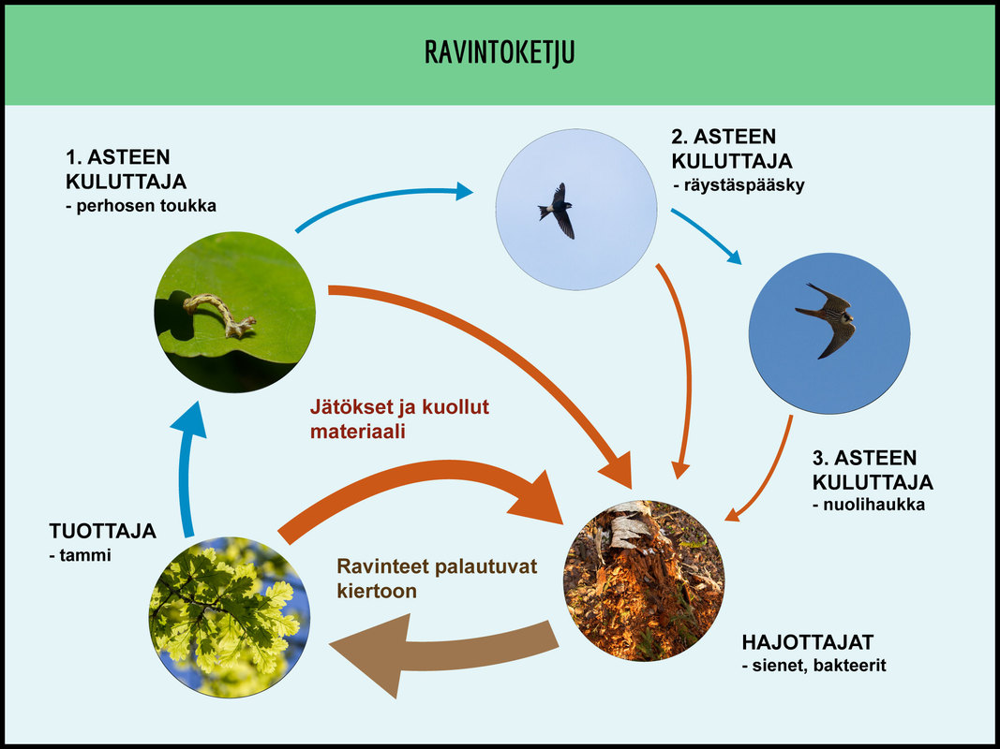 RAVINTOKETJU
1. ASTEEN
KULUTTAJA
- perhosen toukka
2. ASTEEN
KULUTTAJA
- räystäspääsky
Jätökset ja kuollut
materiaali
3. ASTEEN
KULUTTAJA
- nuolihaukka
TUOTTAJA
- tammi
Ravinteet palautuvat
kiertoon
HAJOTTAJAT
- sienet, bakteerit